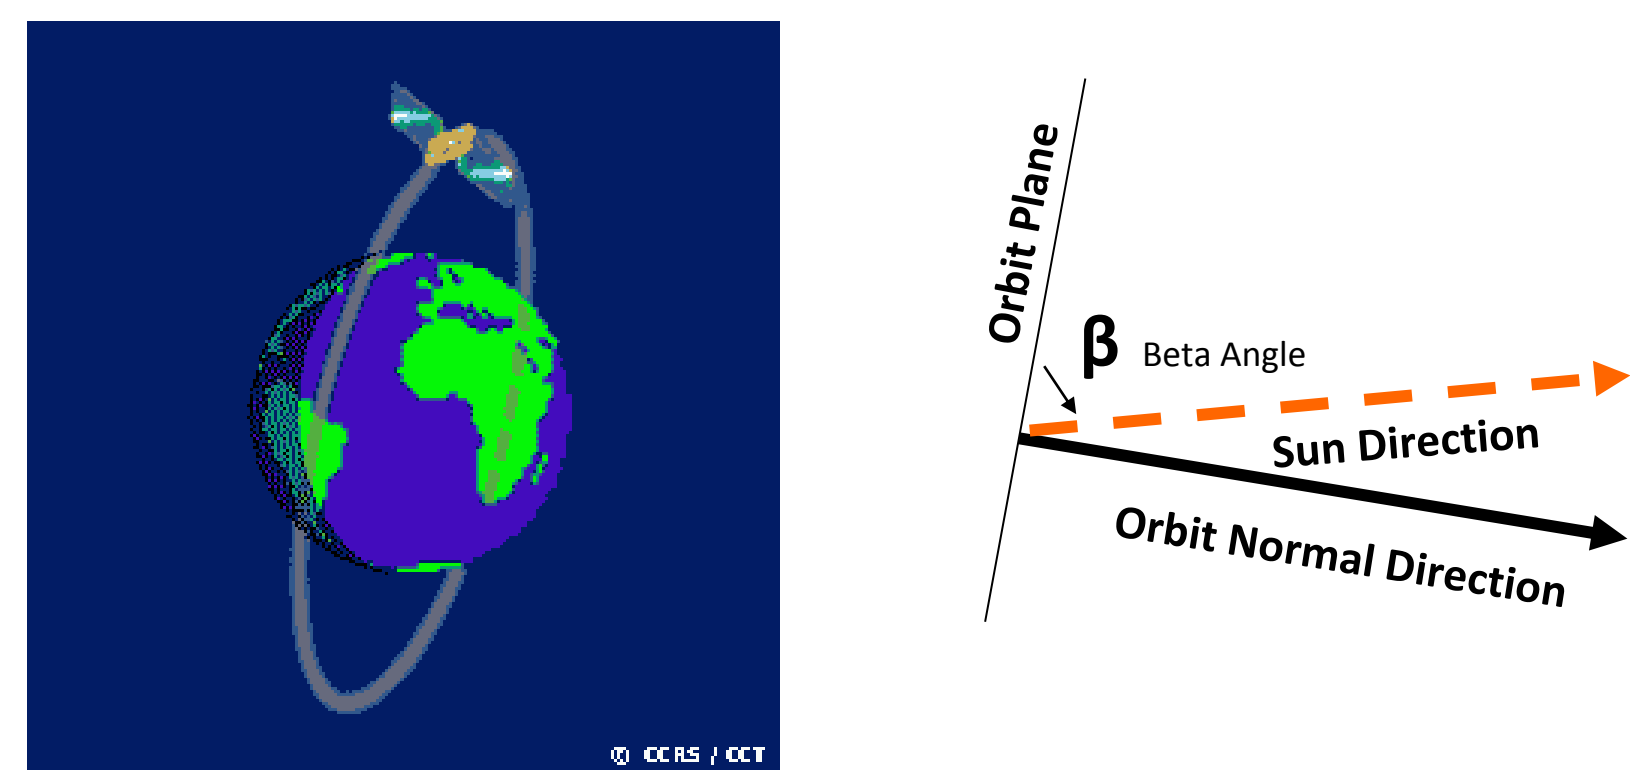 Orbit Plane
β Beta Angle
Sun Direction
Orbit Normal Direction
© CCRS / CCT